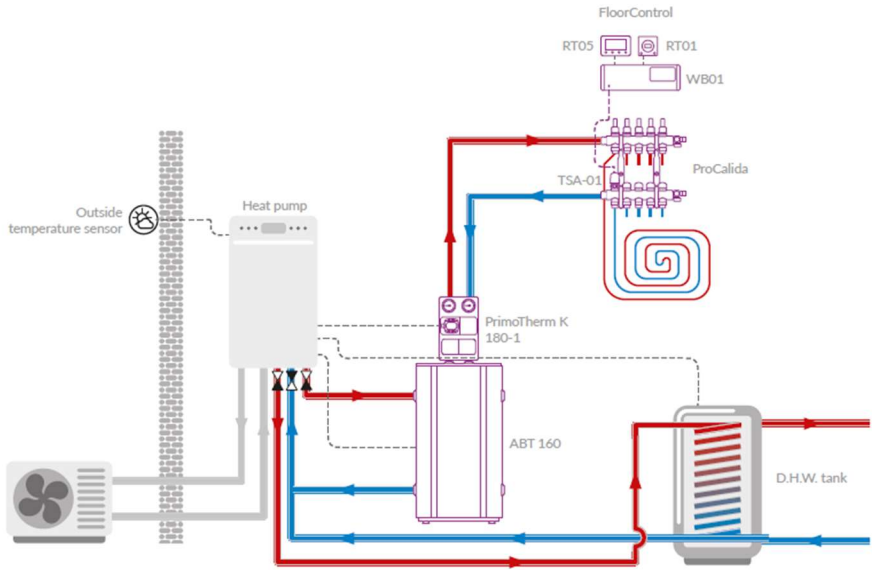 FloorControl
RT05
RT01
WB01
TSA-01
ProCalida
Outside
temperature sensor
Heat pump
PrimoTherm K
180-1
ABT 160
D.H.W. tank